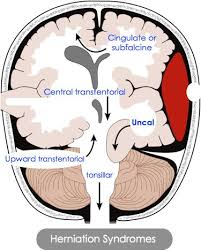 Cingulate or
subfalcine
Central transtentorial
Uncal
Upward transtentorial
tonsillar
Herniation Syndromes